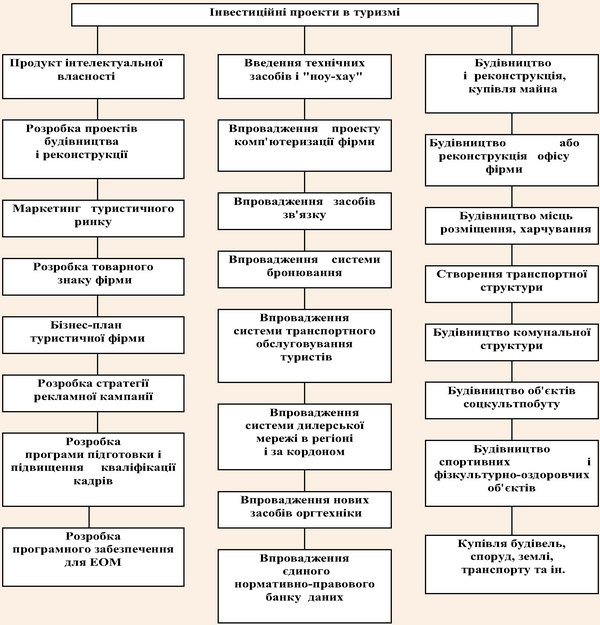 Інвестиційні проекти в туризмі
Продукт інтелектуальної
власності
Розробка проектів
будівництва
і реконструкції
Маркетинг туристичного
ринку
Розробка товарного
знаку фірми
Бізнес-план
туристичної фірми
Розробка стратегії
рекламної кампанії
Розробка
програми підготовки і
підвищення кваліфікації
кадрів
Розробка
програмного забезпечення
для ЕОМ
Введення технічних
засобів і "ноу-хау"
Впровадження проекту
комп'ютеризації фірми
Впровадження засобів
зв'язку
Впровадження системи
бронювання
Впровадження
системи транспортного
обслуговування
туристів
Впровадження
системи дилерської
мережі в регіоні
і за кордоном
Впровадження нових
засобів оргтехніки
Впровадження
єдиного
нормативно-правового
банку даних
Будівництво
і реконструкція,
купівля майна
Будівництво або
реконструкція офісу
фірми
Будівництво місць
розміщення, харчування
Створення транспортної
структури
Будівництво комунальної
структури
Будівництво об'єктів
соцкультпобуту
Будівництво
спортивних і
фізкультурно-оздоровчих
об'єктів
Купівля будівель,
споруд, землі,
транспорту та ін.